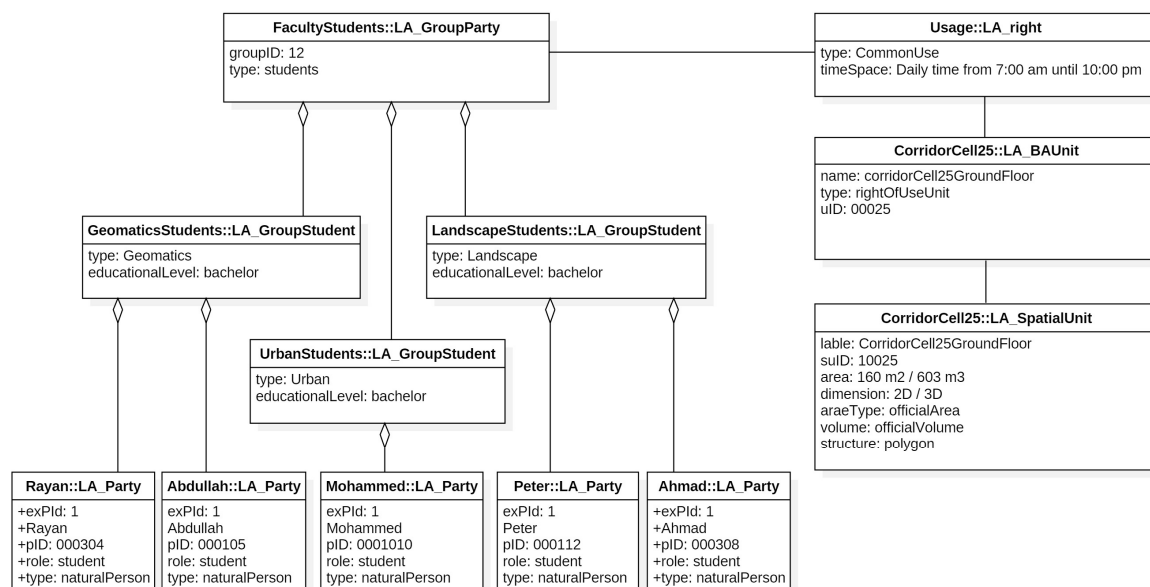 FacultyStudents::LA_GroupParty
groupID: 12
type: students
Usage::LA_right
type: CommonUse
timeSpace: Daily time from 7:00 am until 10:00 pm
CorridorCell25::LA_BAUnit
name: corridorCell25GroundFloor
type: rightOfUseUnit
uID: 00025
GeomaticsStudents::LA_GroupStudent
type: Geomatics
educationalLevel: bachelor
LandscapeStudents::LA_GroupStudent
type: Landscape
educationalLevel: bachelor
CorridorCell25::LA_SpatialUnit
lable: CorridorCell25GroundFloor
suID: 10025
area: 160 m2 / 603 m3
dimension: 2D / 3D
araeType: officialArea
volume: officialVolume
structure: polygon
UrbanStudents::LA_GroupStudent
type: Urban
educationalLevel: bachelor
Rayan::LA_Party
+exPId: 1
+Rayan
+pID: 000304
+role: student
+type: naturalPerson
Abdullah::LA_Party
exPId: 1
Abdullah
pID: 000105
role: student
type: naturalPerson
Mohammed::LA_Party
exPId: 1
Mohammed
pID: 0001010
role: student
type: naturalPerson
Peter::LA_Party
exPId: 1
Peter
pID: 000112
role: student
type: naturalPerson
Ahmad::LA_Party
+exPId: 1
+Ahmad
+pID: 000308
+role: student
+type: naturalPerson